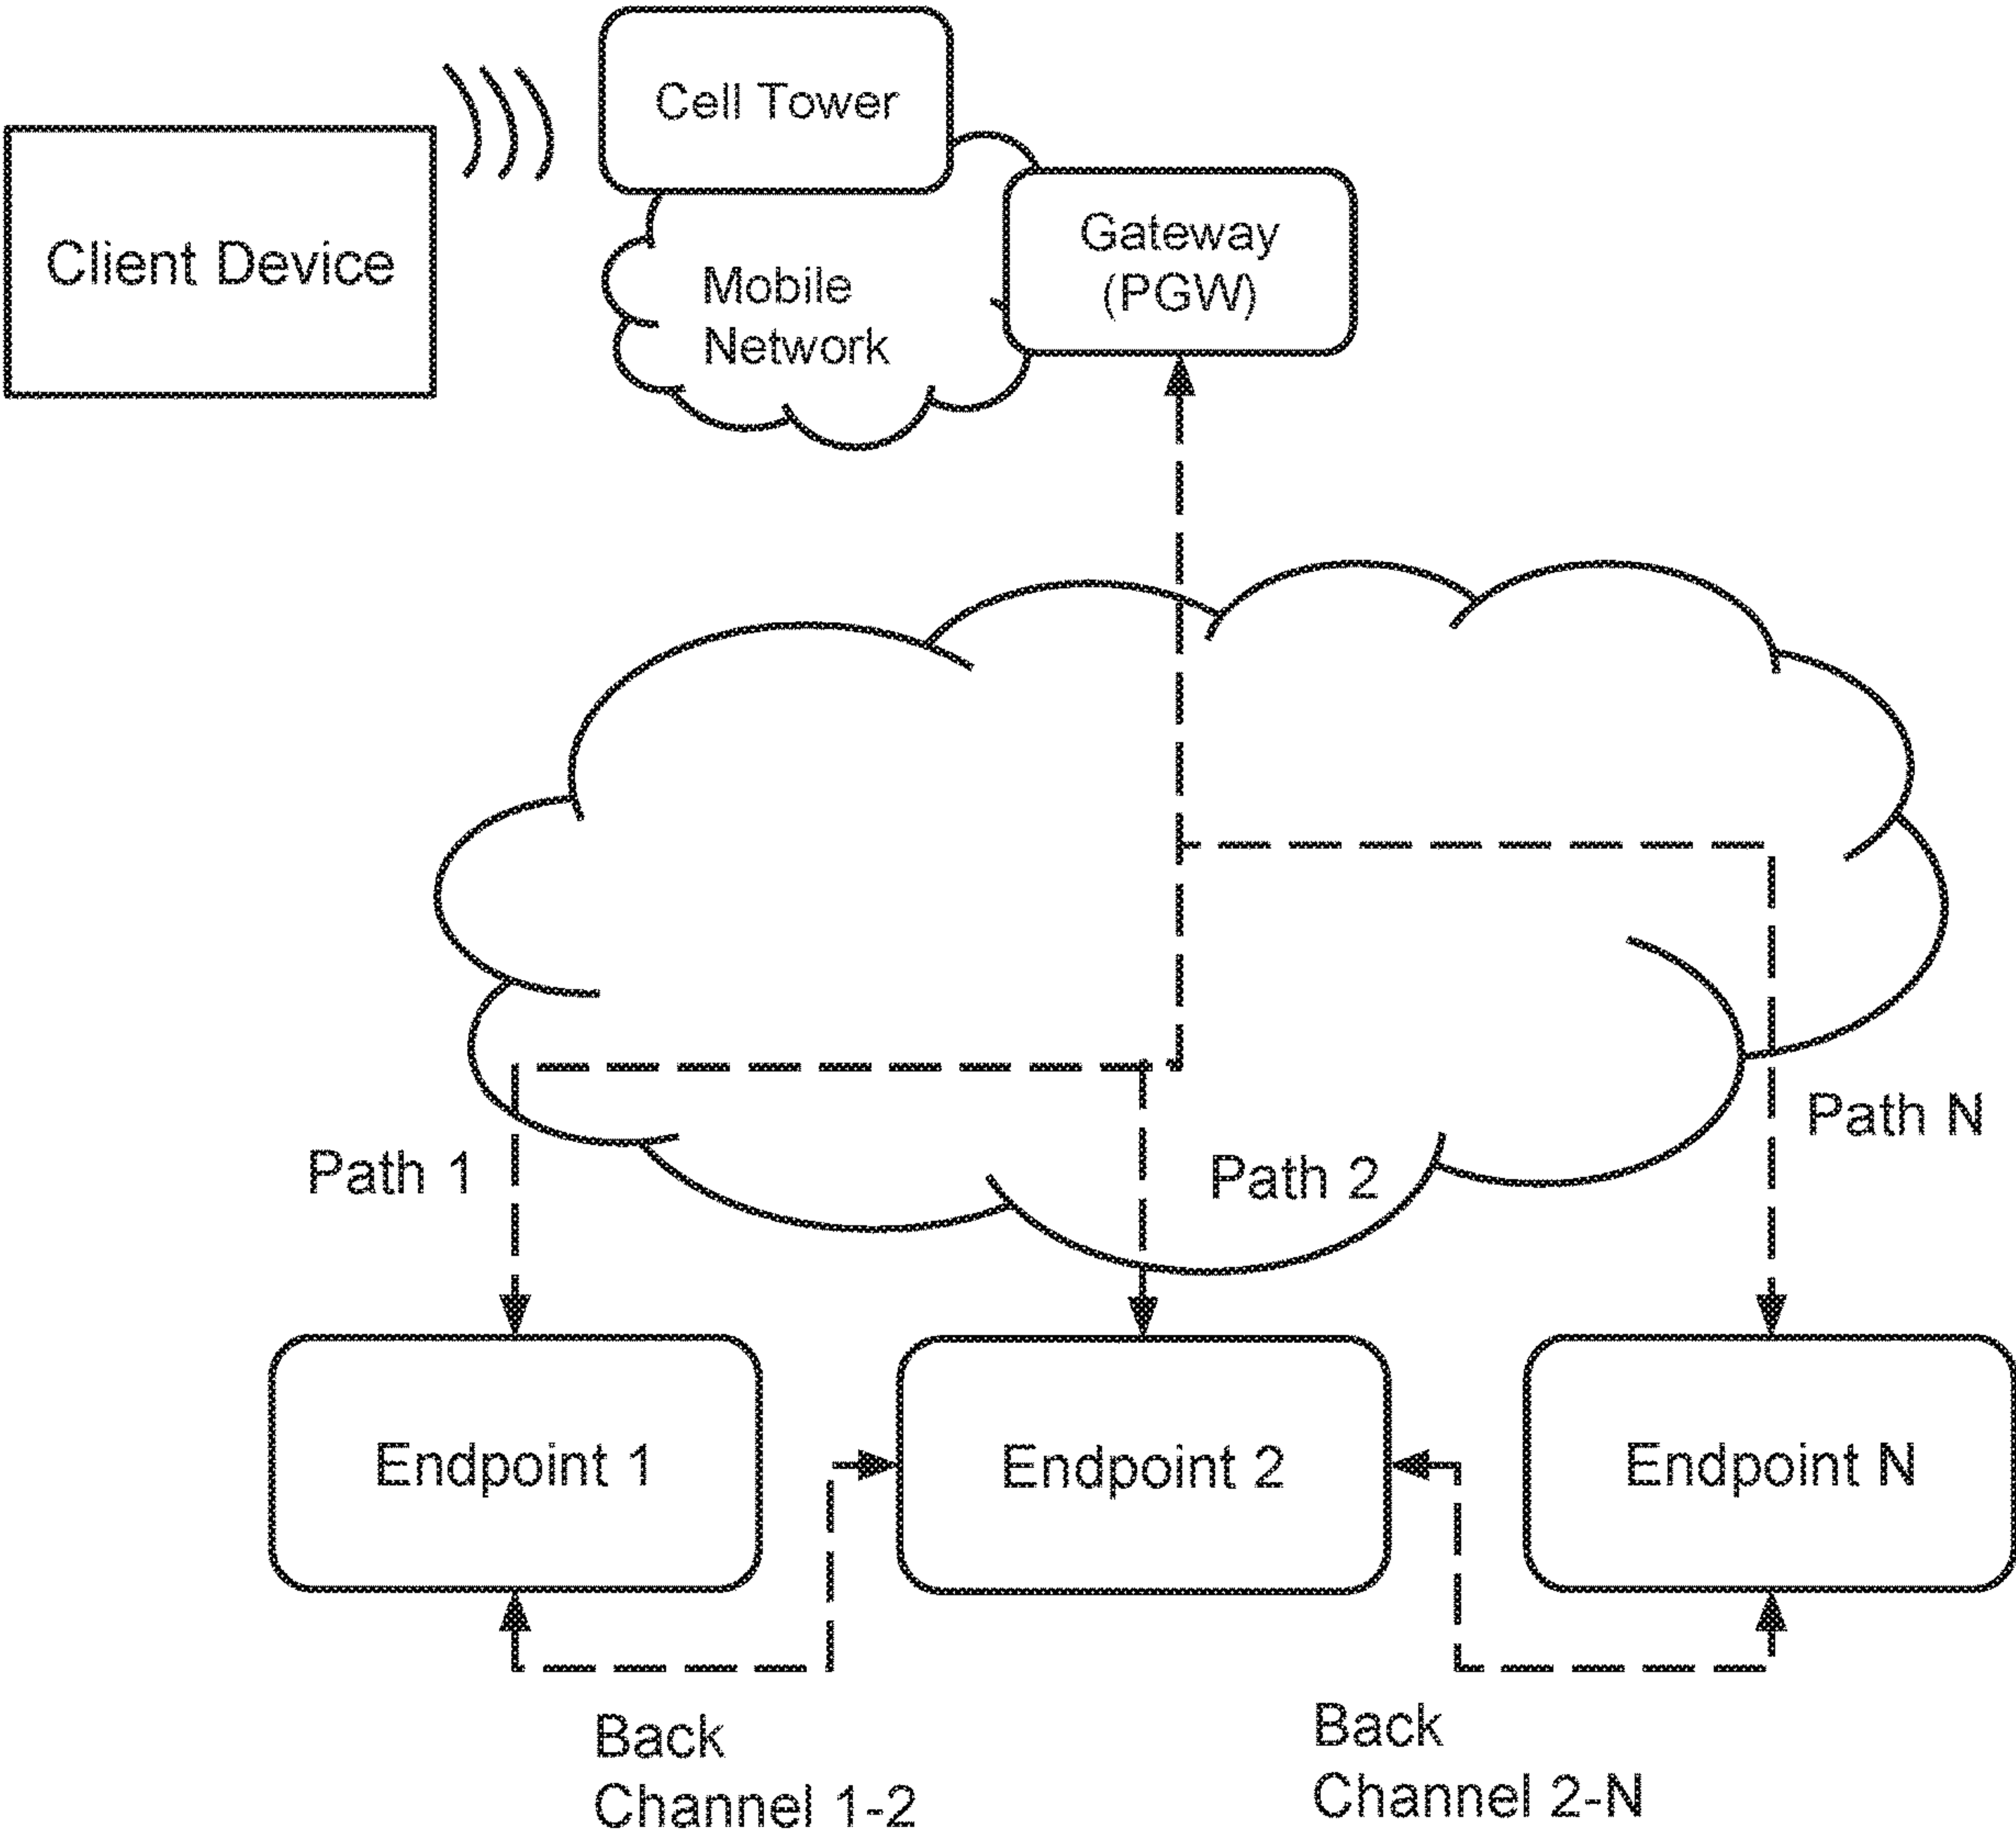 Cell Tower
Client Device
Gateway
(PGW)
Mobile
Network
Path N
Path 1
Path 2
Endpoint 1
Endpoint 2
Endpoint N
Back
Channel 1-2
Back
Channel 2-N